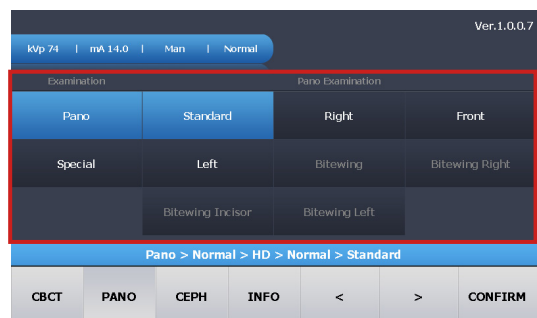 Ver.1.0.0.7
kVp 74 | mA 14.0 | Man | Normal
Examination Pano Examination
Pano Standard Right Front
Special Left Bitewing Bitewing Right
Bitewing Incisor Bitewing Left
Pano > Normal > HD > Normal > Standard
CBCT PANO CEPH INFO < > CONFIRM